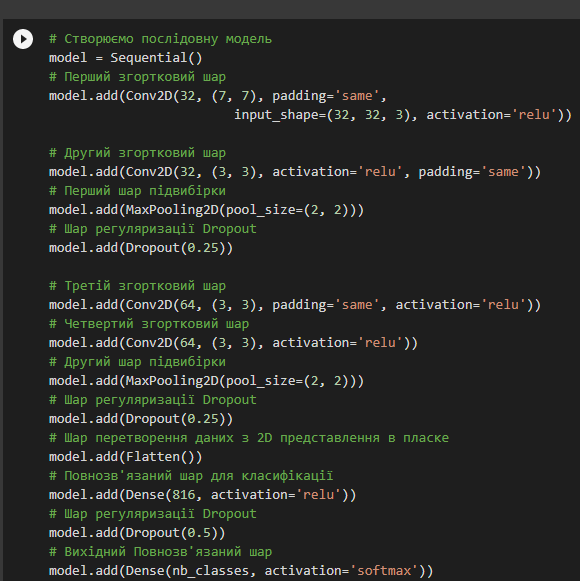 # Створюємо послідовну модель
model = Sequential()
# Перший згортковий шар
model.add(Conv2D(32, (7, 7), padding='same',
input_shape=(32, 32, 3), activation='relu'))
# Другий згортковий шар
model.add(Conv2D(32, (3, 3), activation='relu', padding='same'))
# Перший шар підвибірки
model.add(MaxPooling2D(pool_size=(2, 2)))
# Шар регуляризації Dropout
model.add(Dropout(0.25))
# Третій згортковий шар
model.add(Conv2D(64, (3, 3), padding='same', activation='relu'))
# Четвертий згортковий шар
model.add(Conv2D(64, (3, 3), activation='relu'))
# Другий шар підвибірки
model.add(MaxPooling2D(pool_size=(2, 2)))
# Шар регуляризації Dropout
model.add(Dropout(0.25))
# Шар перетворення даних з 2D представлення в пласке
model.add(Flatten())
# Повнозв'язаний шар для класифікації
model.add(Dense(816, activation='relu'))
# Шар регуляризації Dropout
model.add(Dropout(0.5))
# Вихідний Повнозв'язаний шар
model.add(Dense(nb_classes, activation='softmax'))